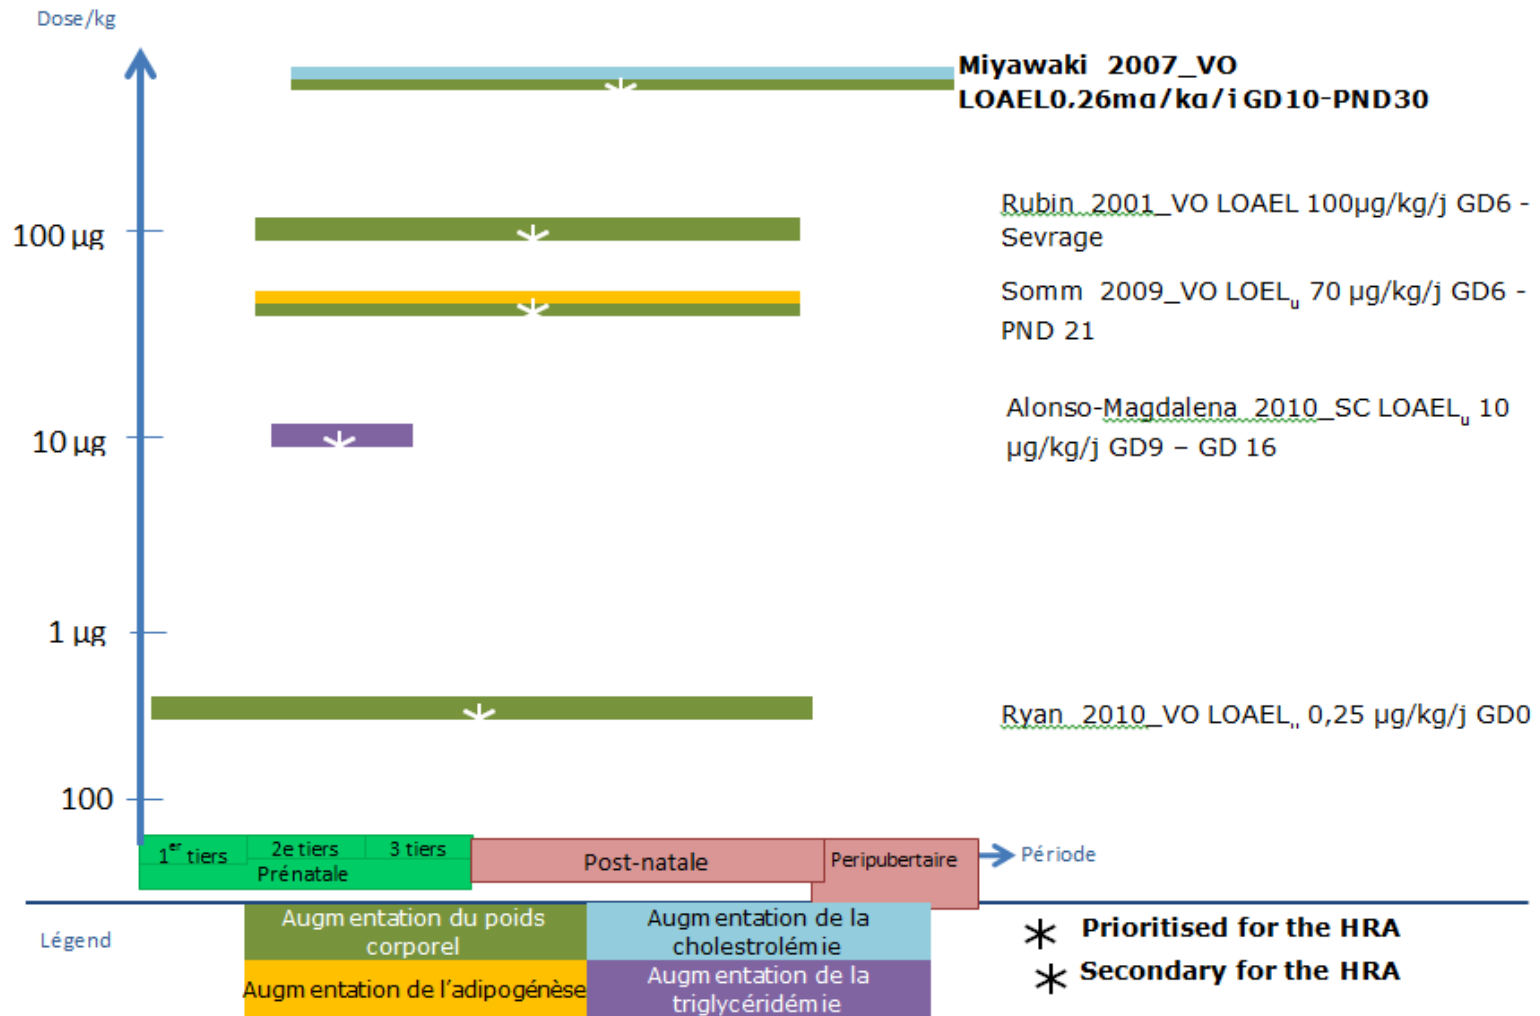 Dose/kg
Miyawaki 2007_VO
LOAEL0,26mg/kg/j GD10-PND30
Rubin 2001_VO LOAEL 100µg/kg/j GD6 -
Sevrage
100 µg
Somm 2009_VO LOELu 70 µg/kg/j GD6 -
PND 21
Alonso-Magdalena 2010_SC LOAELu 10
µg/kg/j GD9 – GD 16
10 µg
1 µg
Ryan 2010_VO LOAELu 0,25 µg/kg/j GD0
100
1er tiers
2e tiers
3 tiers
Prénatale
Post-natale
Peripubertaire
Période
Légend
Augmentation du poids
corporel
Augmentation de la
cholestrolémie
Augmentation de l'adipogénèse
Augmentation de la
triglycéridémie
* Prioritised for the HRA
* Secondary for the HRA